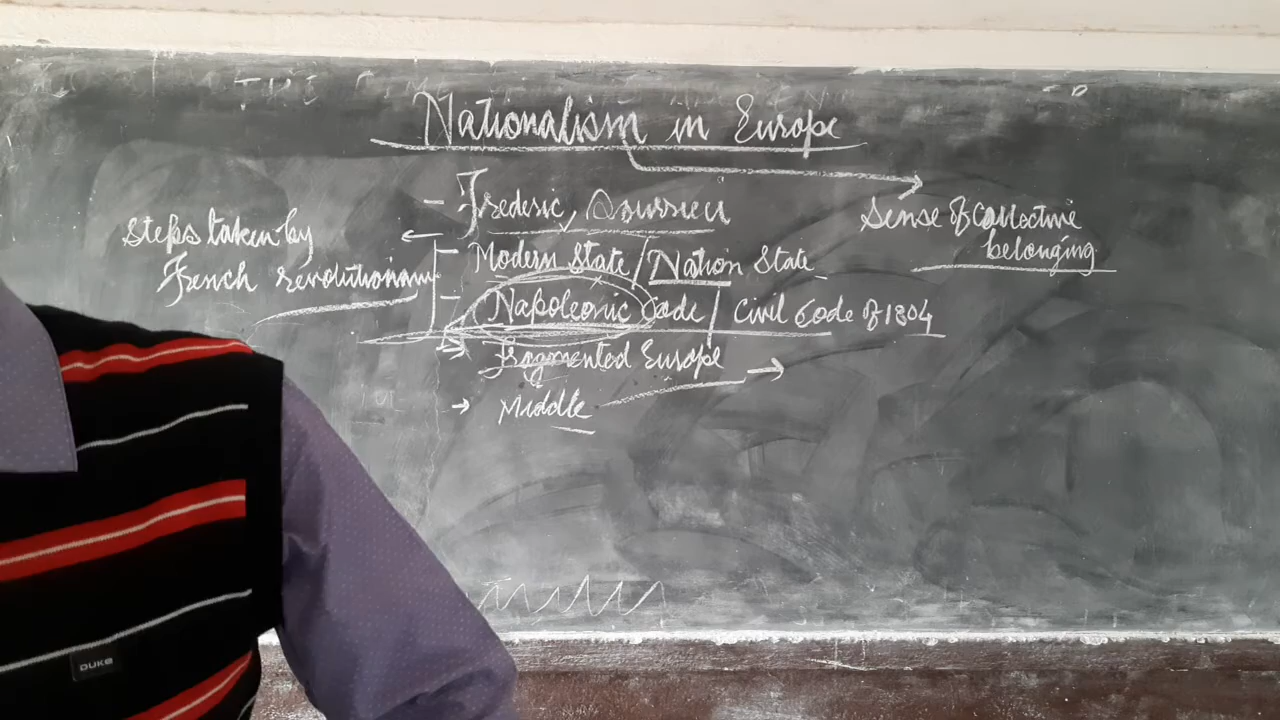 Nationalism in Europe
- Frederic, Sourrieu
Sense of Collective
belonging
Steps taken by
French revolutionary
- Modern State / Nation State
- Napoleonic Code / Civil Code of 1804
→ Fragmented Europe →
→ Middle
DUKE